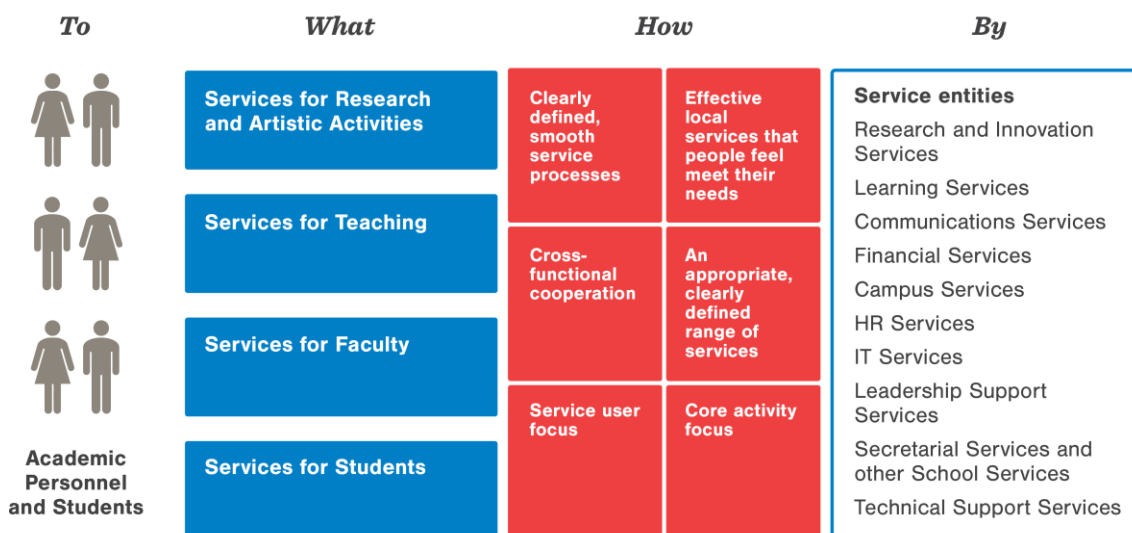 To
What
How
By
Academic
Personnel
and Students
Services for Research
and Artistic Activities
Services for Teaching
Services for Faculty
Services for Students
Clearly
defined,
smooth
service
processes
Effective
local
services that
people feel
meet their
needs
Cross-
functional
cooperation
An
appropriate,
clearly
defined
range of
services
Service user
focus
Core activity
focus
Service entities
Research and Innovation
Services
Learning Services
Communications Services
Financial Services
Campus Services
HR Services
IT Services
Leadership Support
Services
Secretarial Services and
other School Services
Technical Support Services